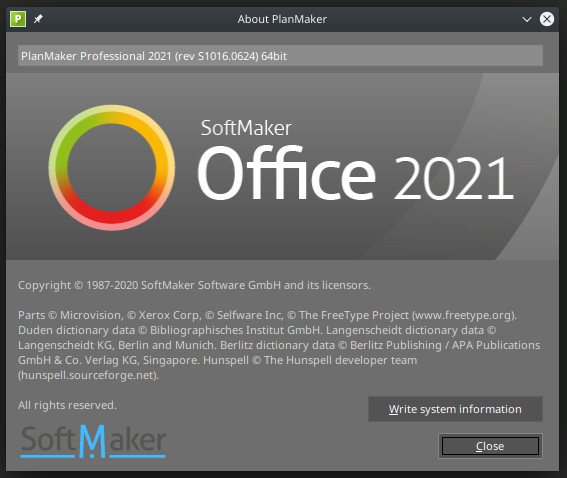 P
About PlanMaker
PlanMaker Professional 2021 (rev S1016.0624) 64bit
SoftMaker
Office 2021
Copyright © 1987-2020 SoftMaker Software GmbH and its licensors.
Parts © Microvision, © Xerox Corp, © Selfware Inc, © The FreeType Project (www.freetype.org).
Duden dictionary data © Bibliographisches Institut GmbH. Langenscheidt dictionary data ©
Langenscheidt KG, Berlin and Munich. Berlitz dictionary data © Berlitz Publishing / APA Publications
GmbH & Co. Verlag KG, Singapore. Hunspell © The Hunspell developer team
(hunspell.sourceforge.net).
All rights reserved.
Write system information
SoftMaker
Close